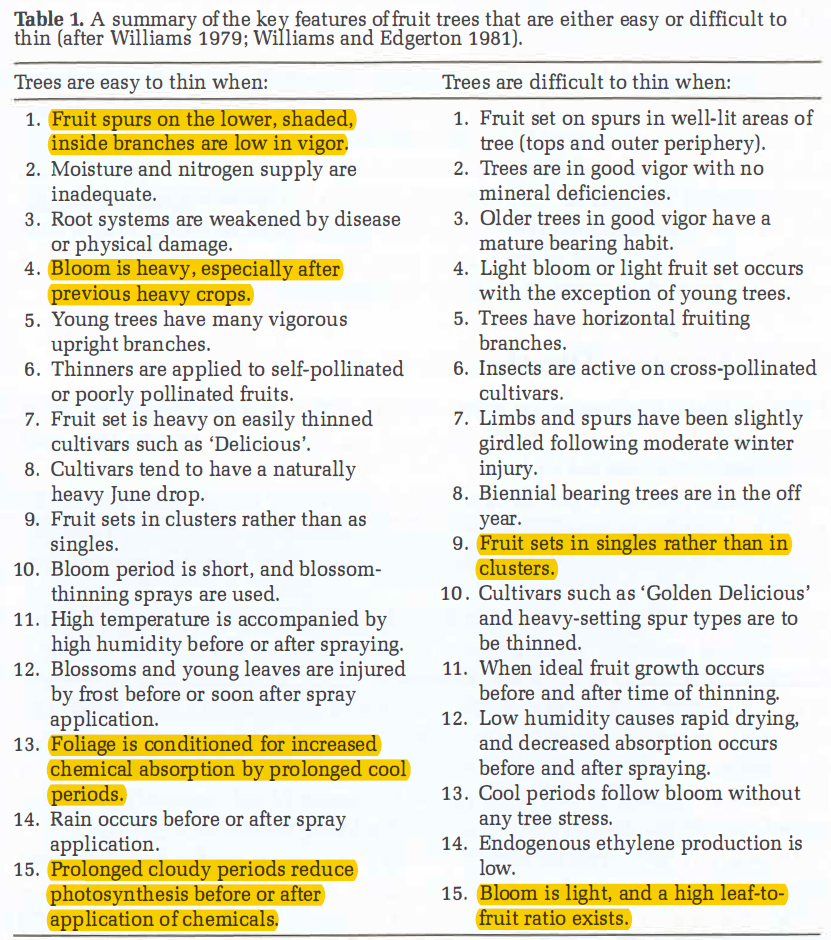 Table 1. A summary of the key features of fruit trees that are either easy or difficult to
thin (after Williams 1979; Williams and Edgerton 1981).
Trees are easy to thin when:
1. Fruit spurs on the lower, shaded,
inside branches are low in vigor.
2. Moisture and nitrogen supply are
inadequate.
3. Root systems are weakened by disease
or physical damage.
4. Bloom is heavy, especially after
previous heavy crops.
5. Young trees have many vigorous
upright branches.
6. Thinners are applied to self-pollinated
or poorly pollinated fruits.
7. Fruit set is heavy on easily thinned
cultivars such as ‘Delicious’.
8. Cultivars tend to have a naturally
heavy June drop.
9. Fruit sets in clusters rather than as
singles.
10. Bloom period is short, and blossom-
thinning sprays are used.
11. High temperature is accompanied by
high humidity before or after spraying.
12. Blossoms and young leaves are injured
by frost before or soon after spray
application.
13. Foliage is conditioned for increased
chemical absorption by prolonged cool
periods.
14. Rain occurs before or after spray
application.
15. Prolonged cloudy periods reduce
photosynthesis before or after
application of chemicals.
Trees are difficult to thin when:
1. Fruit set on spurs in well-lit areas of
tree (tops and outer periphery).
2. Trees are in good vigor with no
mineral deficiencies.
3. Older trees in good vigor have a
mature bearing habit.
4. Light bloom or light fruit set occurs
with the exception of young trees.
5. Trees have horizontal fruiting
branches.
6. Insects are active on cross-pollinated
cultivars.
7. Limbs and spurs have been slightly
girdled following moderate winter
injury.
8. Biennial bearing trees are in the off
year.
9. Fruit sets in singles rather than in
clusters.
10. Cultivars such as ‘Golden Delicious’
and heavy-setting spur types are to
be thinned.
11. When ideal fruit growth occurs
before and after time of thinning.
12. Low humidity causes rapid drying,
and decreased absorption occurs
before and after spraying.
13. Cool periods follow bloom without
any tree stress.
14. Endogenous ethylene production is
low.
15. Bloom is light, and a high leaf-to-
fruit ratio exists.